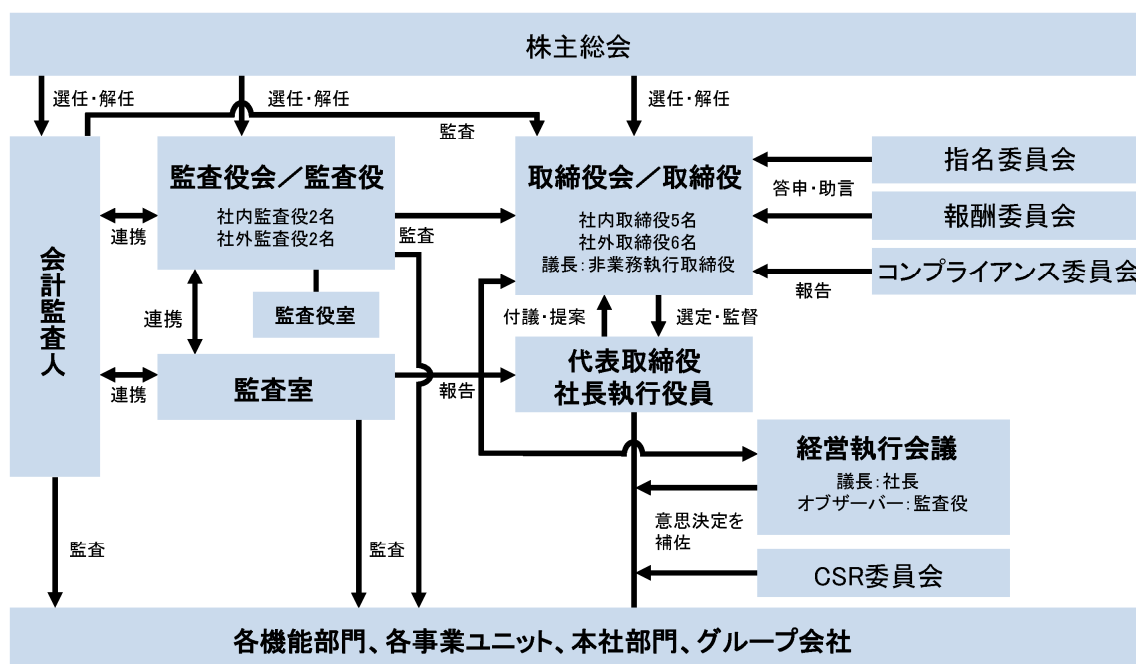 株主総会
選任・解任
選任・解任
選任・解任
監査
会計監査人
監査役会／監査役
社内監査役2名
社外監査役2名
取締役会／取締役
社内取締役5名
社外取締役6名
議長：非業務執行取締役
指名委員会
答申・助言
報酬委員会
コンプライアンス委員会
報告
連携
監査
監査役室
連携
付議・提案
選定・監督
監査室
連携
報告
代表取締役
社長執行役員
経営執行会議
議長：社長
オブザーバー：監査役
意思決定を
補佐
CSR委員会
監査
監査
各機能部門、各事業ユニット、本社部門、グループ会社